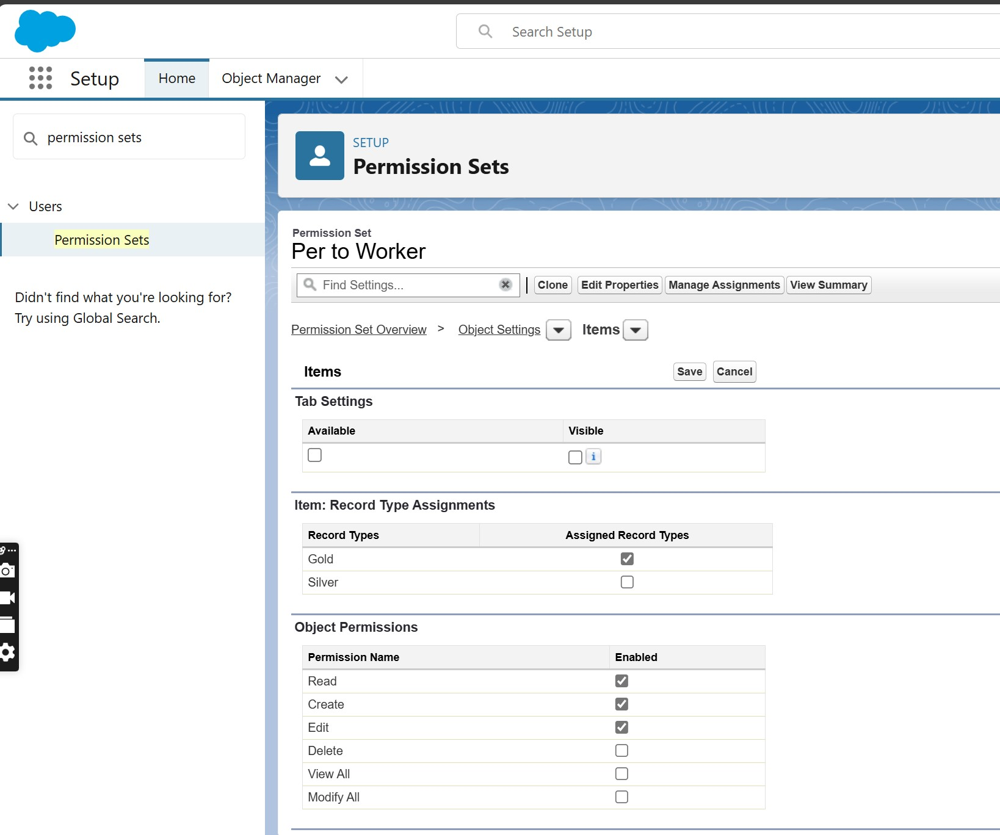 Search Setup
Setup
Home
Object Manager
permission sets
Users
Permission Sets
Didn't find what you're looking for?
Try using Global Search.
SETUP
Permission Sets
Permission Set
Per to Worker
Find Settings...
Clone
Edit Properties
Manage Assignments
View Summary
Permission Set Overview > Object Settings Items
Items
Save
Cancel
Tab Settings
Available Visible
i
Item: Record Type Assignments
Record Types Assigned Record Types
Gold
Silver
Object Permissions
Permission Name Enabled
Read
Create
Edit
Delete
View All
Modify All